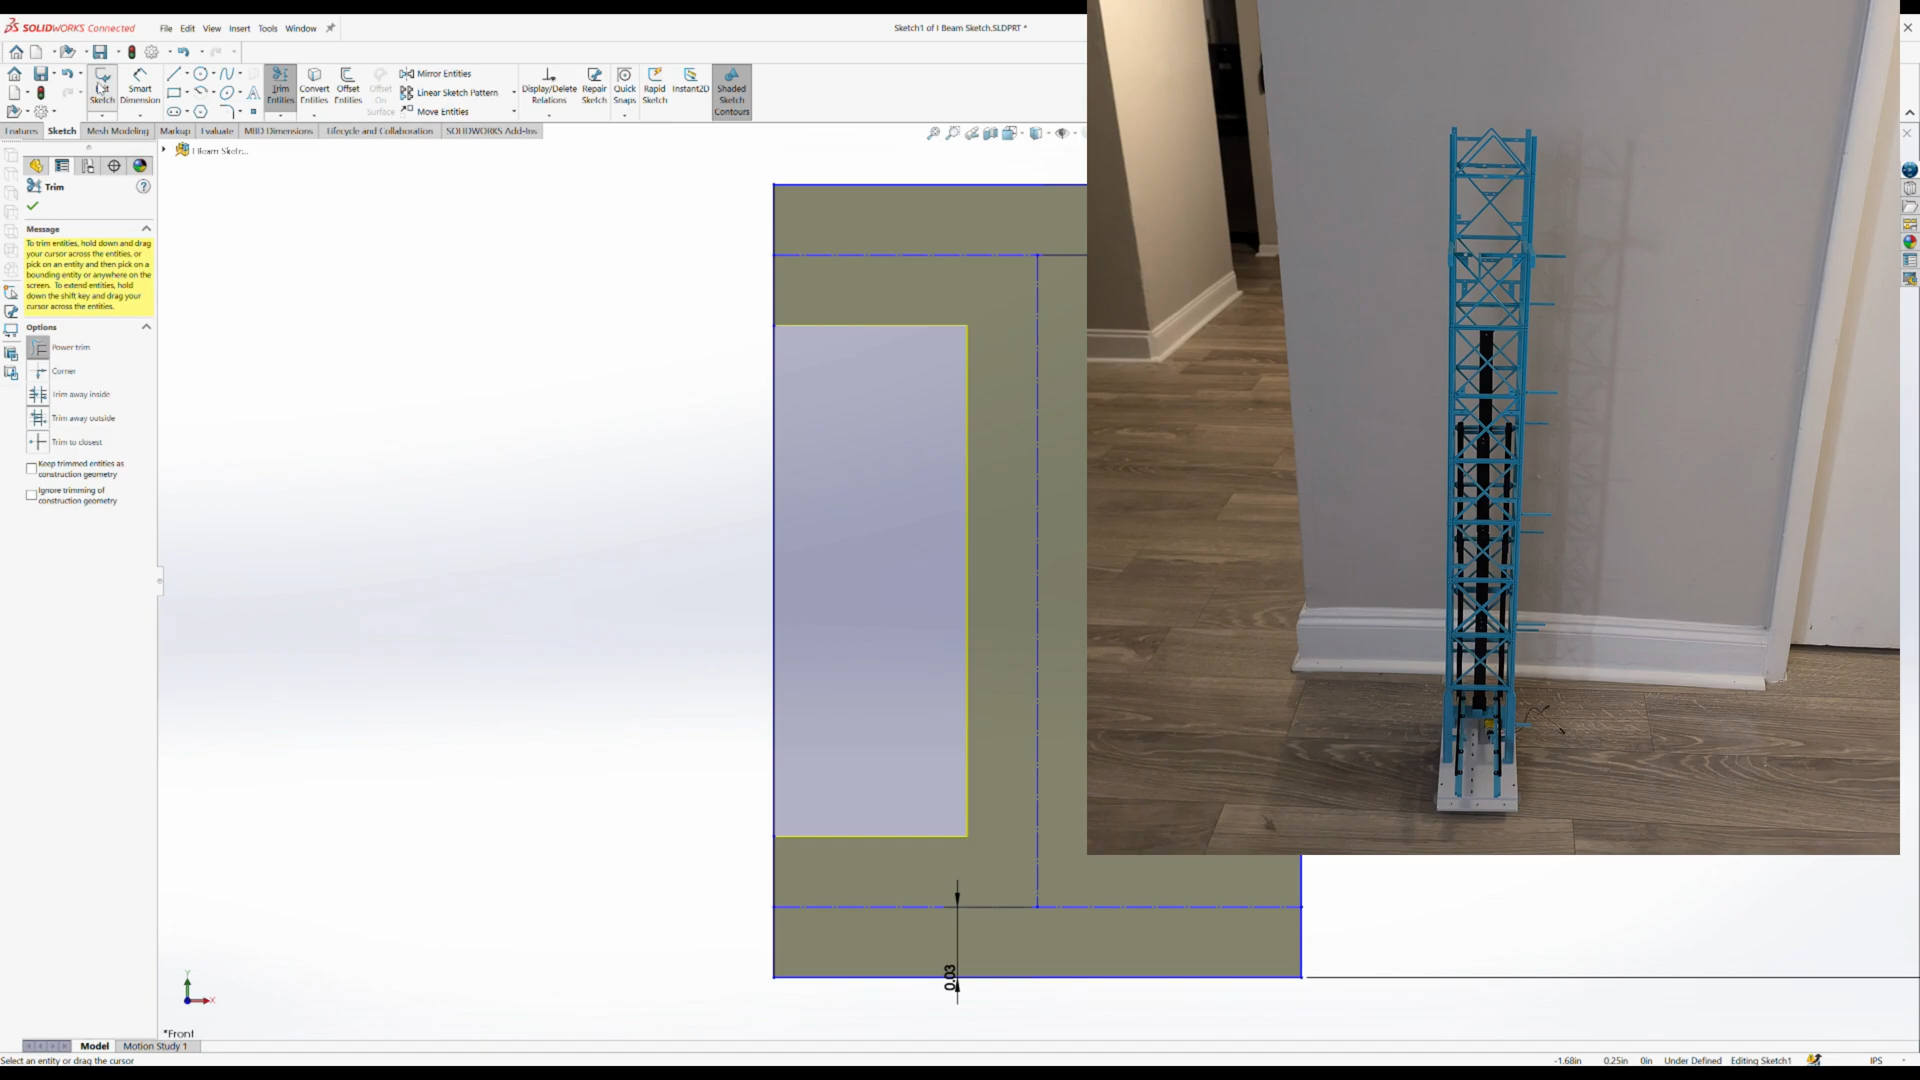 SOLIDWORKS Connected
File Edit View Insert Tools Window
Sketch1 of I Beam Sketch.SLDPRT *
Exit Sketch
Smart Dimension
Trim Entities
Convert Entities
Offset Entities
Offset On Surface
Mirror Entities
Linear Sketch Pattern
Move Entities
Display/Delete Relations
Repair Sketch
Quick Snaps
Rapid Sketch
Instant2D
Shaded Sketch Contours
Features Sketch Mesh Modeling Markup Evaluate MBD Dimensions Lifecycle and Collaboration SOLIDWORKS Add-Ins
I Beam Sketc...
Trim
Message
To trim entities, hold down and drag
your cursor across the entities, or
pick on an entity and then pick on a
bounding entity or anywhere on the
screen. To extend entities, hold
down the shift key and drag your
cursor across the entities.
Options
Power trim
Corner
Trim away inside
Trim away outside
Trim to closest
Keep trimmed entities as
construction geometry
Ignore trimming of
construction geometry
0.03
Y
X
*Front
Model Motion Study 1
Select an entity or drag the cursor
-1.68in 0.25in 0in Under Defined Editing Sketch1 IPS